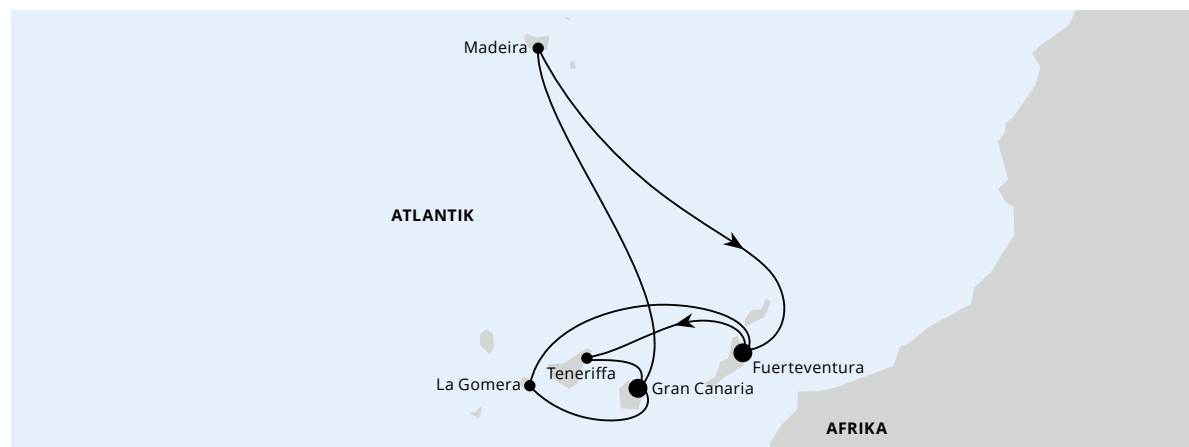 Madeira
ATLANTIK
Teneriffa
Fuerteventura
La Gomera
Gran Canaria
AFRIKA